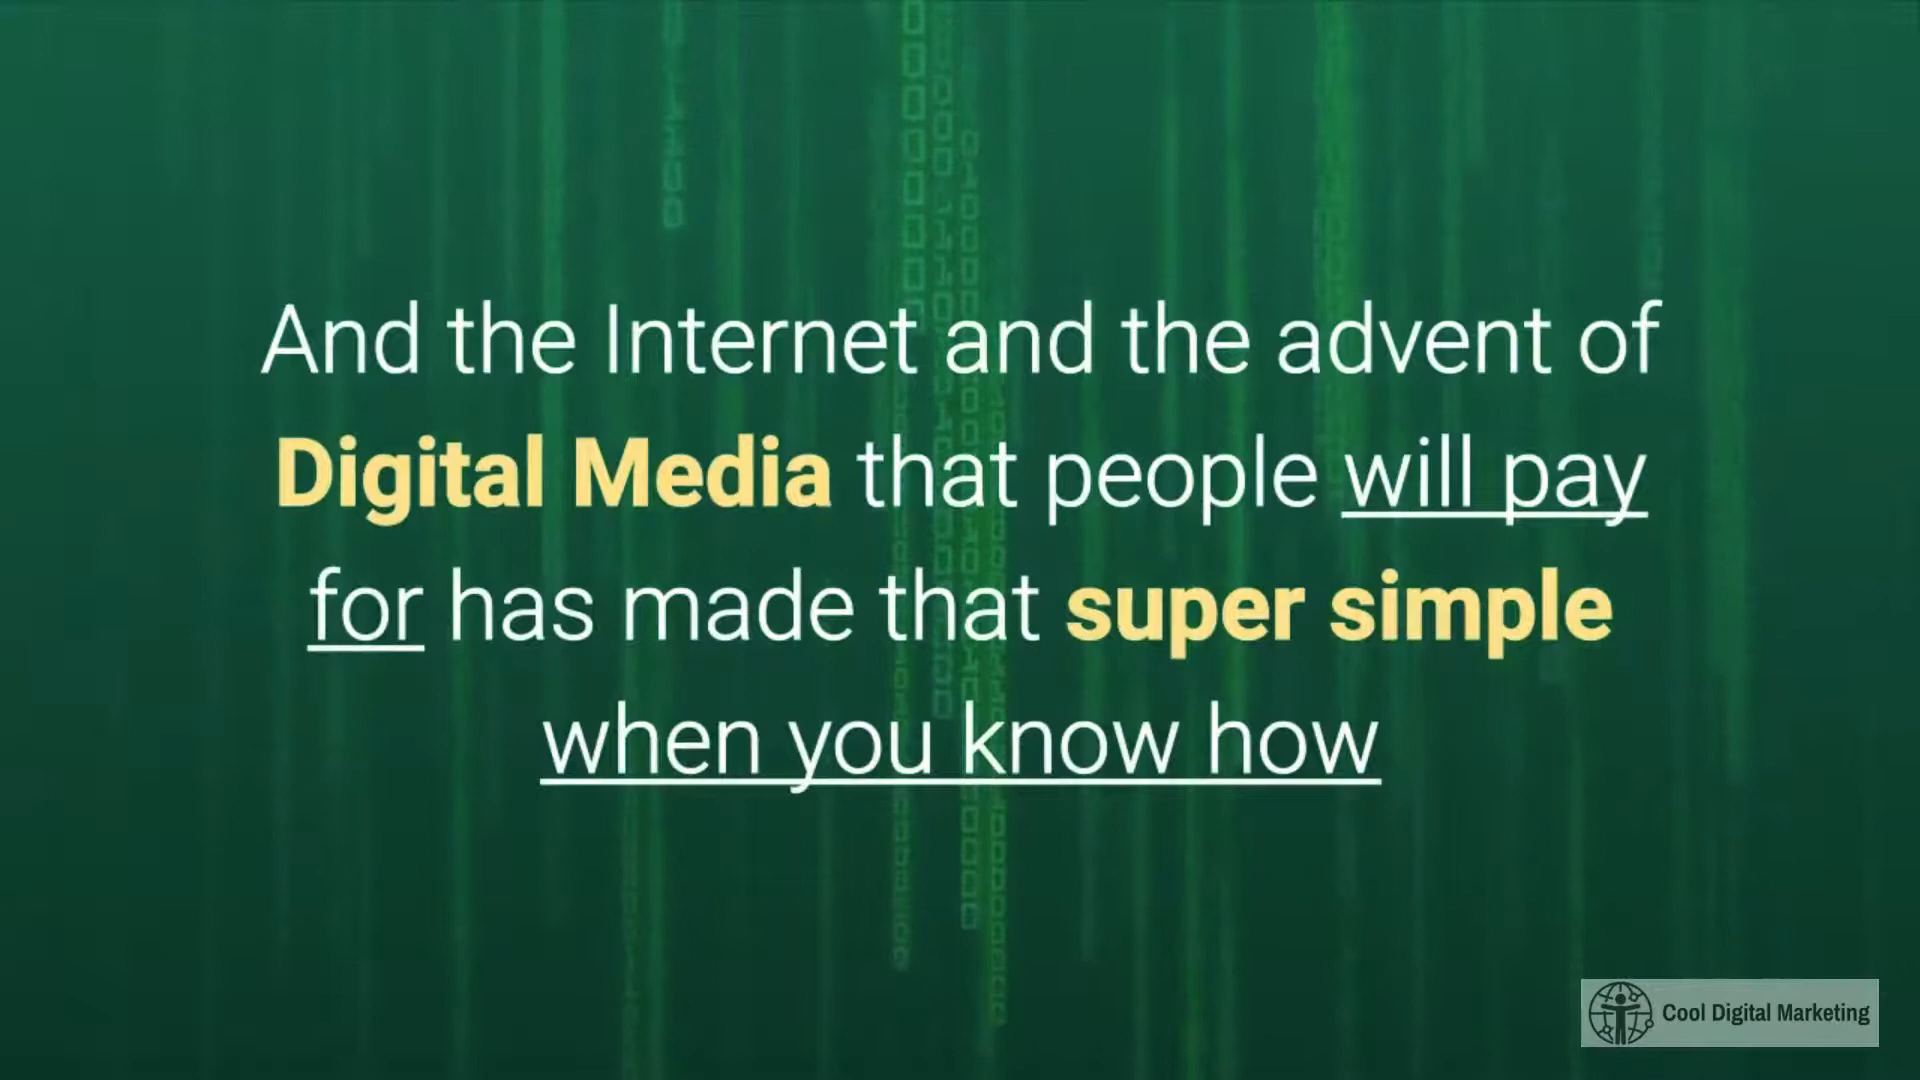 And the Internet and the advent of
Digital Media that people will pay
for has made that super simple
when you know how
Cool Digital Marketing